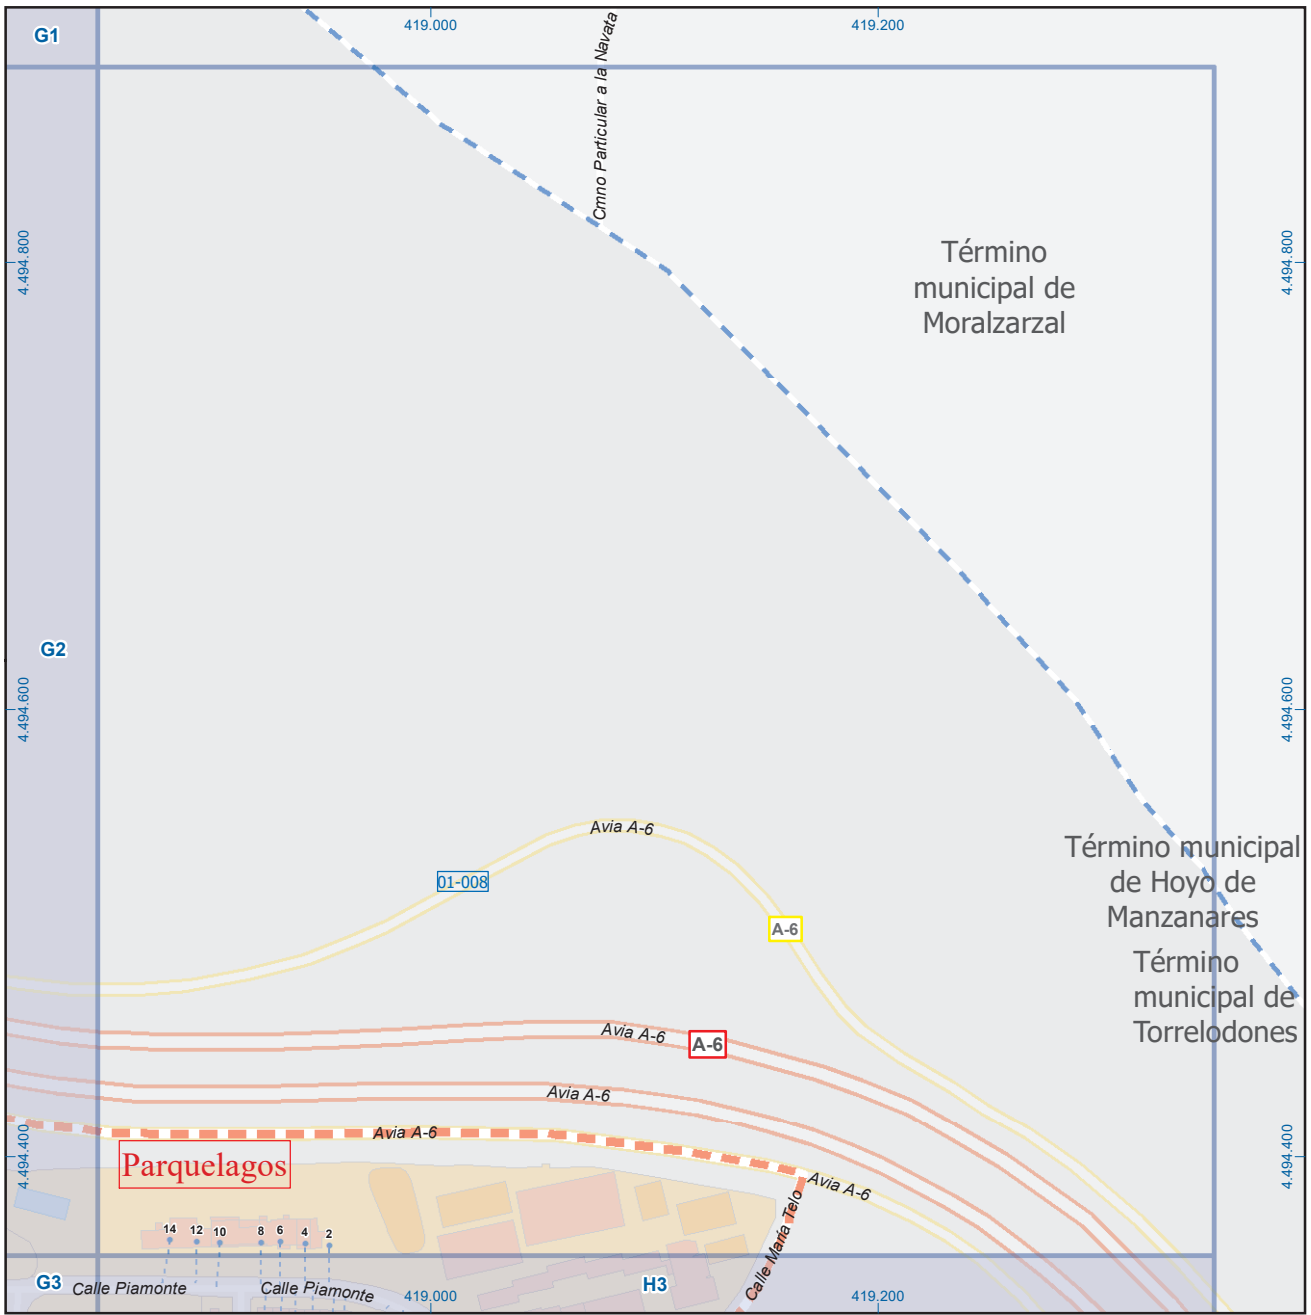 G1
419.000
419.200
Cmno Particular a la Navata
4.494.800
Término
municipal de
Moralzarzal
4.494.800
G2
4.494.600
4.494.600
Avia A-6
Término municipal
de Hoyo de
Manzanares
01-008
A-6
Término
municipal de
Torrelodones
Avia A-6
A-6
Avia A-6
Avia A-6
4.494.400
Parquelagos
4.494.400
Avia A-6
Calle María Telo
14 12 10 8 6 4 2
G3
Calle Piamonte
Calle Piamonte
H3
419.000
419.200